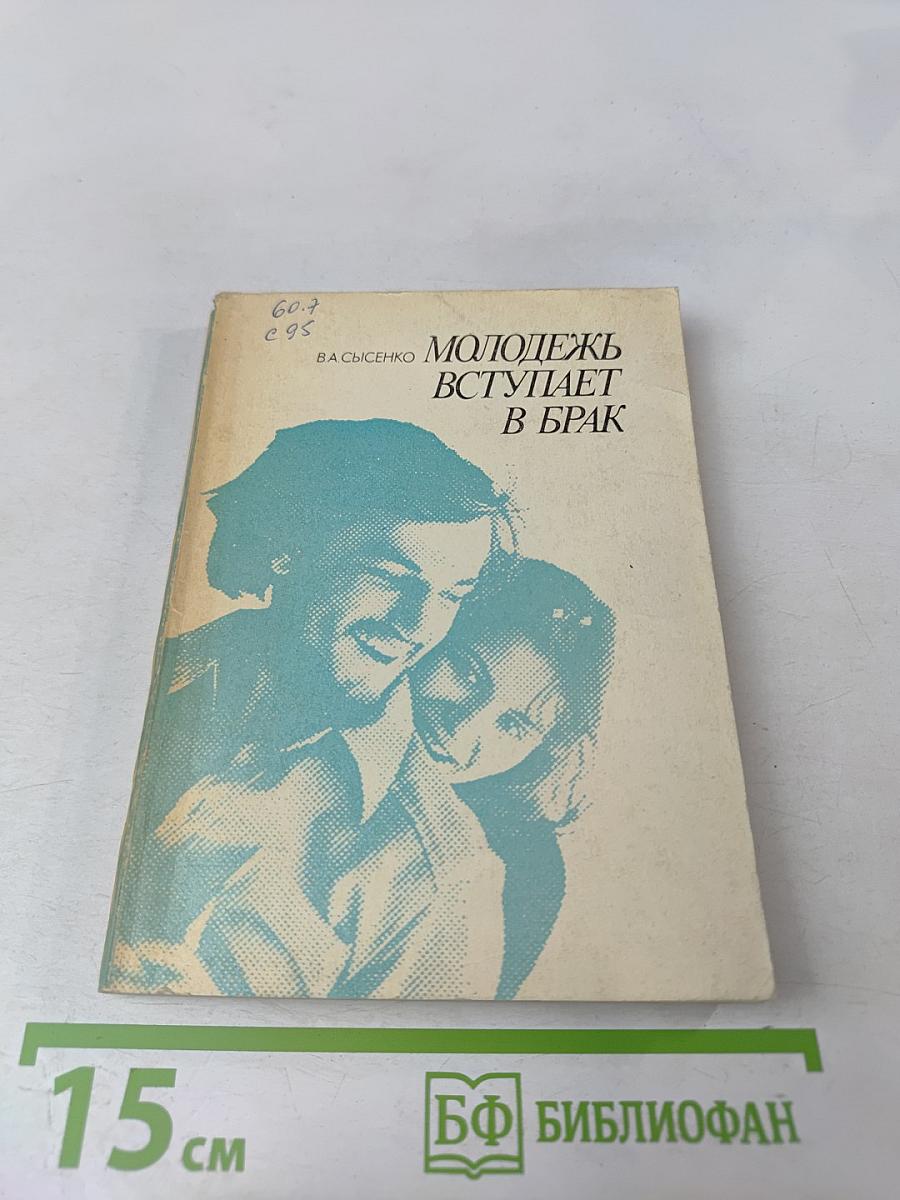 60.7
С 95
В.А. СЫСЕНКО МОЛОДЕЖЬ
ВСТУПАЕТ
В БРАК
15 см
БФ БИБЛИОФАН